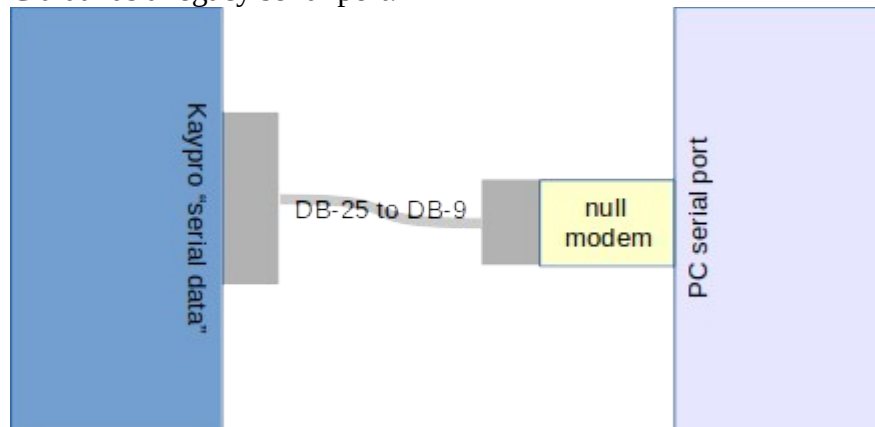 Kaypro “serial data”
DB-25 to DB-9
null
modem
PC serial port